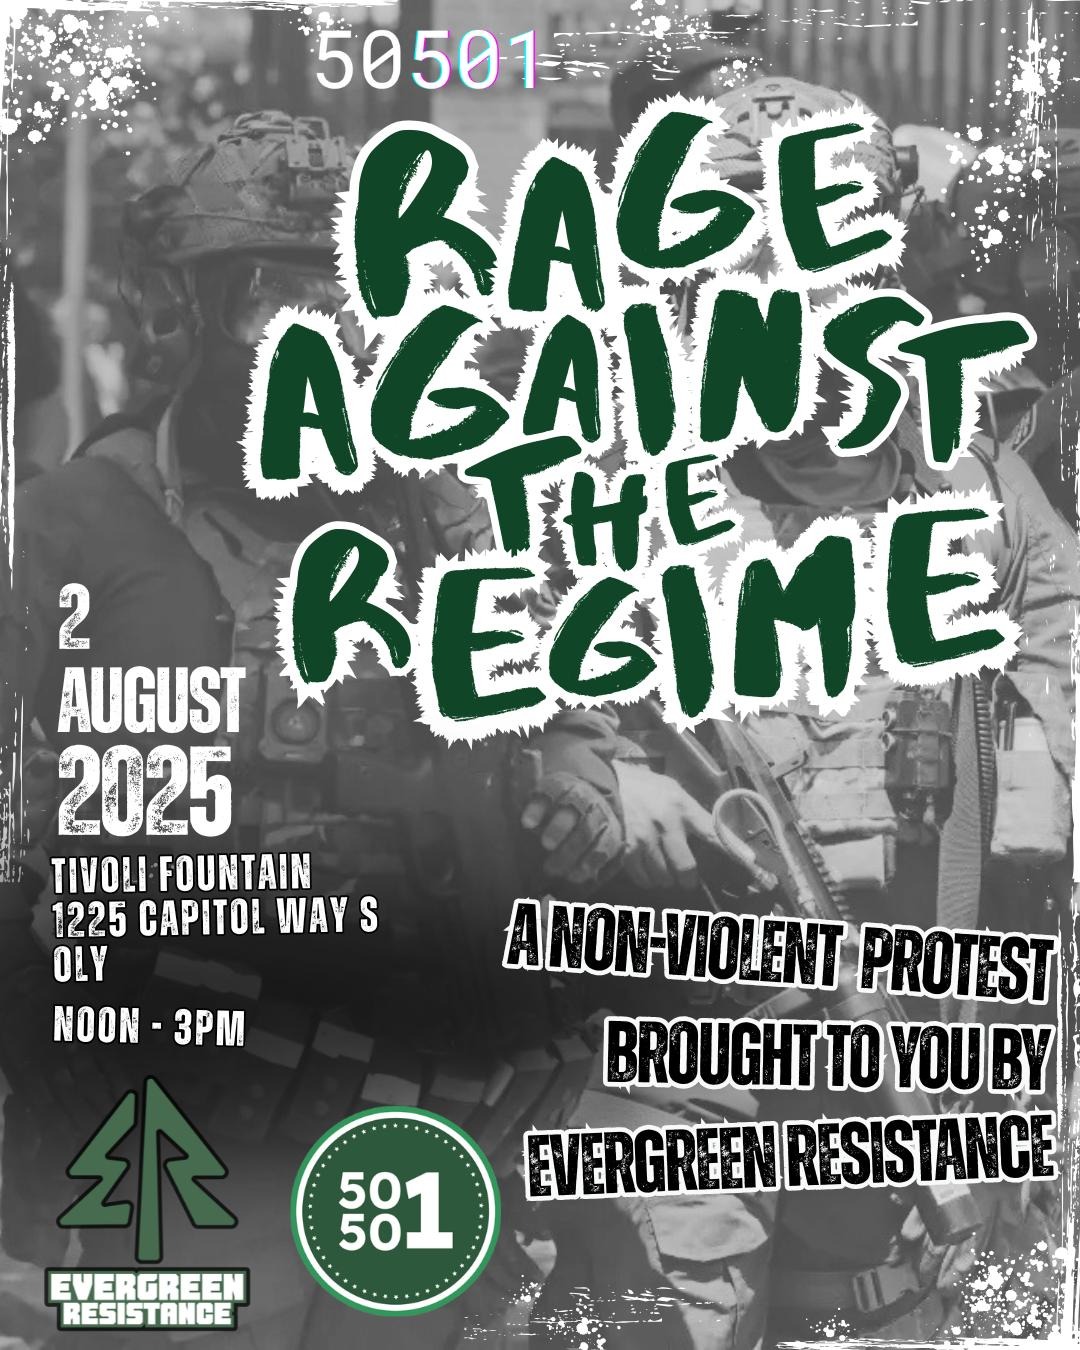 50501
RAGE
AGAINST
THE
REGIME
2
AUGUST
2025
TIVOLI FOUNTAIN
1225 CAPITOL WAY S
OLY
NOON - 3PM
A NON-VIOLENT PROTEST
BROUGHT TO YOU BY
EVERGREEN RESISTANCE
ER
EVERGREEN
RESISTANCE
50
501